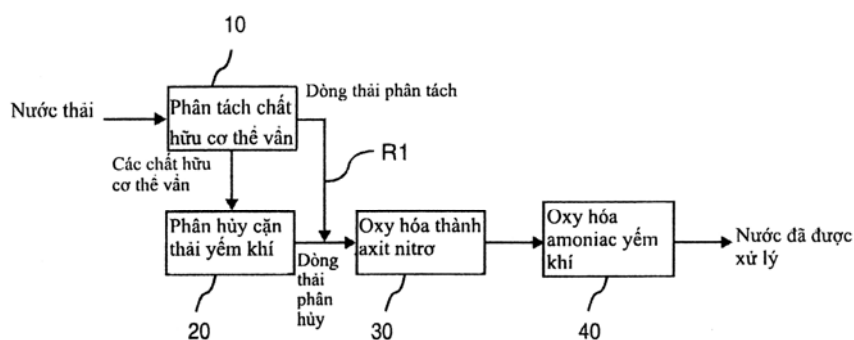 10
Dòng thải phân tách
Nước thải
Phân tách chất
hữu cơ thể vẩn
R1
Các chất hữu
cơ thể vẩn
Phân hủy cặn
thải yếm khí
Oxy hóa thành
axit nitrơ
Oxy hóa
amoniac yếm
khí
Nước đã được
xử lý
Dòng
thải
phân
hủy
20
30
40